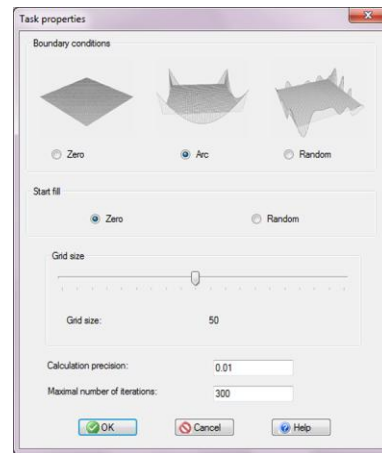 Task properties
Boundary conditions
Zero Arc Random
Start fill
Zero Random
Grid size
Grid size: 50
Calculation precision: 0.01
Maximal number of iterations: 300
OK Cancel Help